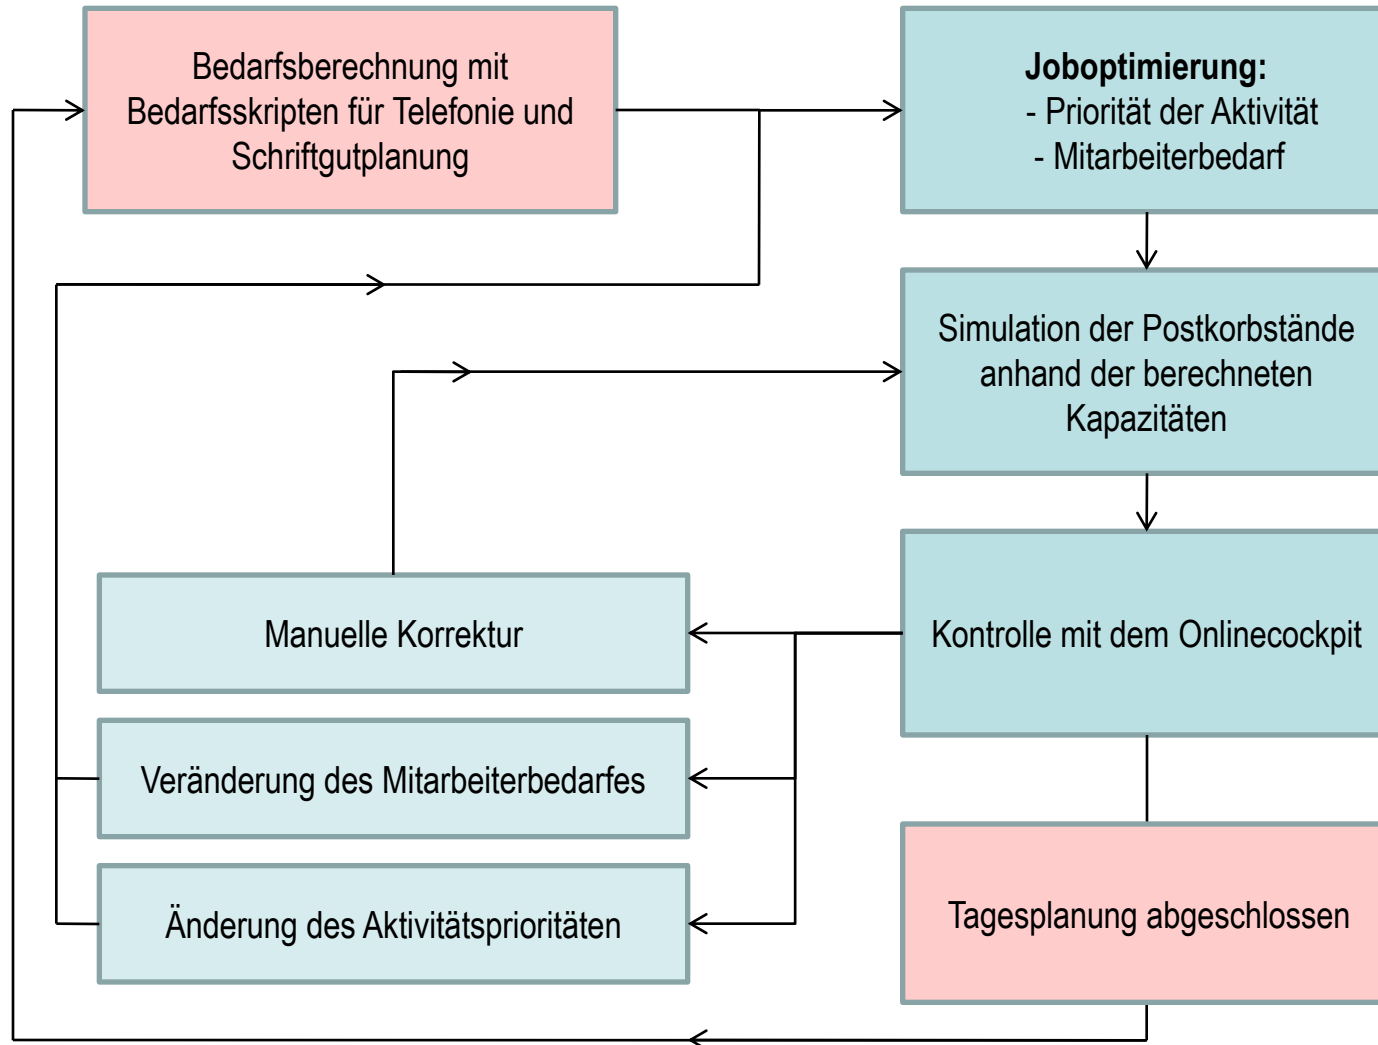 Bedarfsberechnung mit
Bedarfsskripten für Telefonie und
Schriftgutplanung
Joboptimierung:
- Priorität der Aktivität
- Mitarbeiterbedarf
Simulation der Postkorbstände
anhand der berechneten
Kapazitäten
Manuelle Korrektur
Kontrolle mit dem Onlinecockpit
Veränderung des Mitarbeiterbedarfes
Änderung des Aktivitätsprioritäten
Tagesplanung abgeschlossen